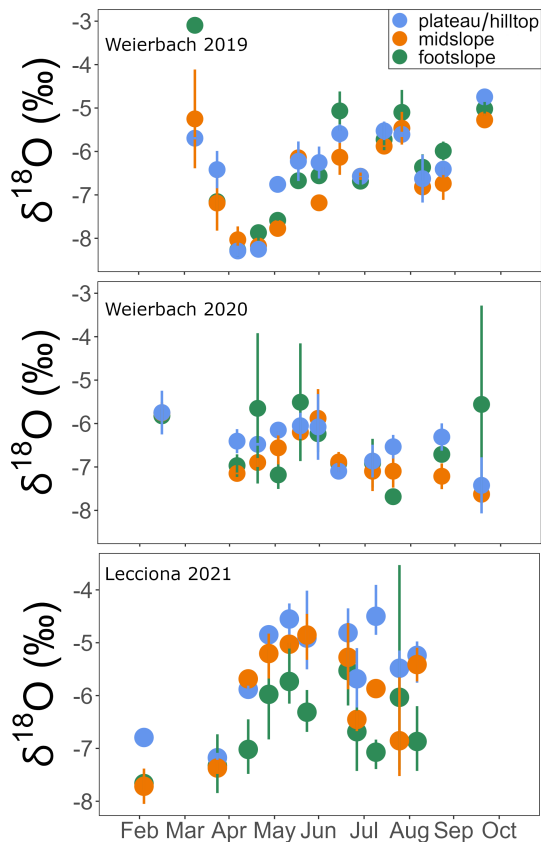 -3
-4
-5
-6
-7
-8
δ¹⁸O (‰)
Weierbach 2019
plateau/hilltop
midslope
footslope
-3
-4
-5
-6
-7
-8
δ¹⁸O (‰)
Weierbach 2020
-4
-5
-6
-7
-8
δ¹⁸O (‰)
Lecciona 2021
Feb Mar Apr May Jun Jul Aug Sep Oct